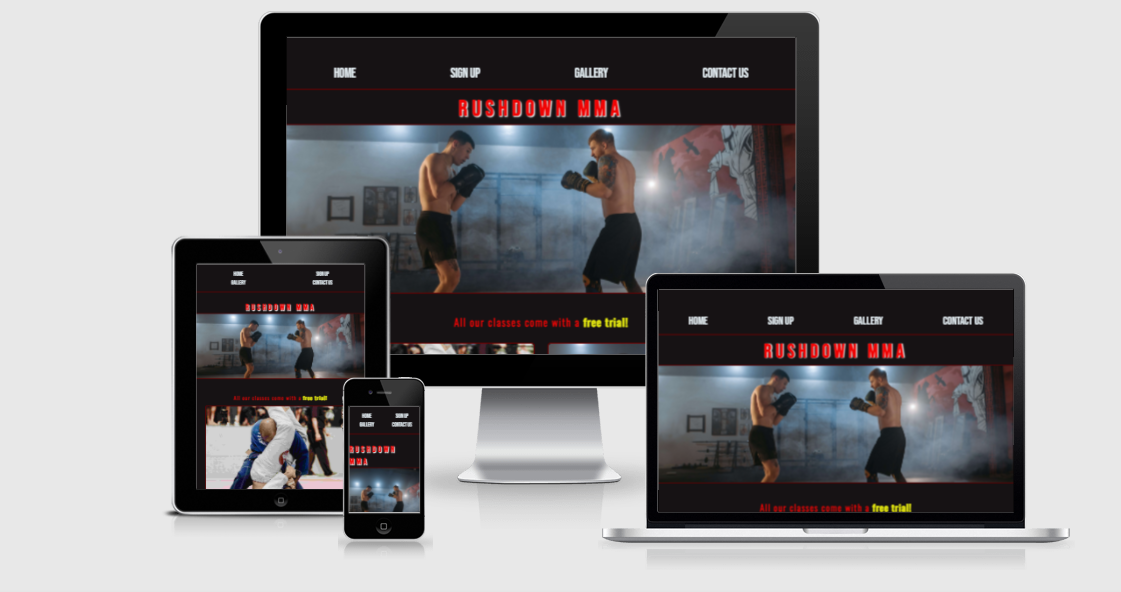 HOME SIGN UP GALLERY CONTACT US
RUSHDOWN MMA
All our classes come with a free trial!
HOME SIGN UP
GALLERY CONTACT US
RUSHDOWN MMA
All our classes come with a free trial!
HOME SIGN UP
GALLERY CONTACT US
RUSHDOWN
MMA
HOME SIGN UP GALLERY CONTACT US
RUSHDOWN MMA
All our classes come with a free trial!